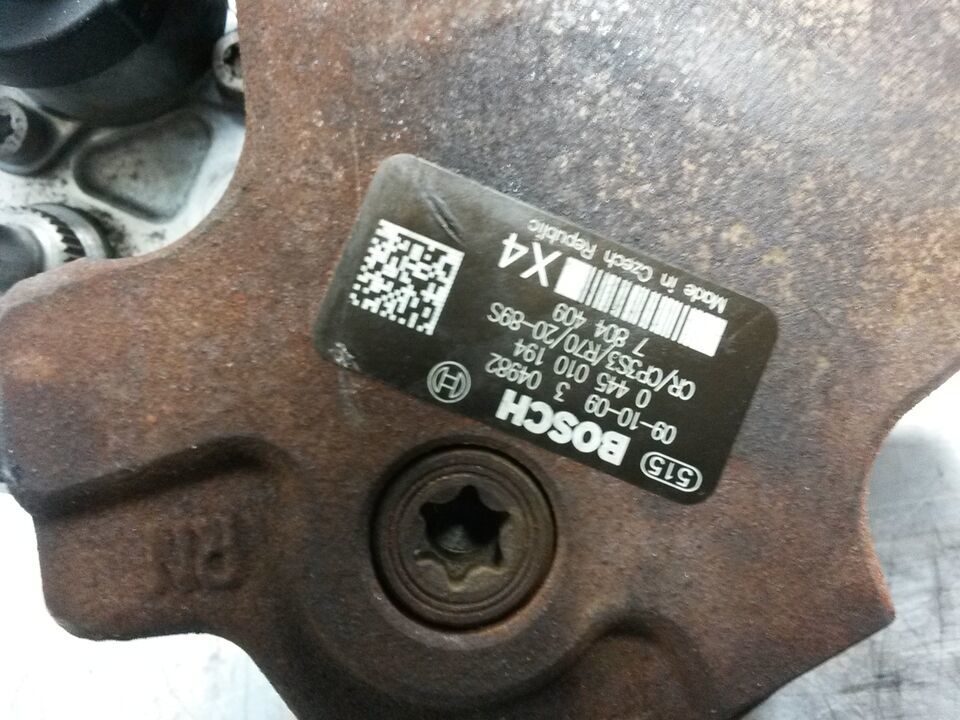 515
BOSCH
09-10-09 3 04982
0 445 010 194
CR/CP3S3/R70/20-89S
7 804 409
X4
Made in Czech Republic